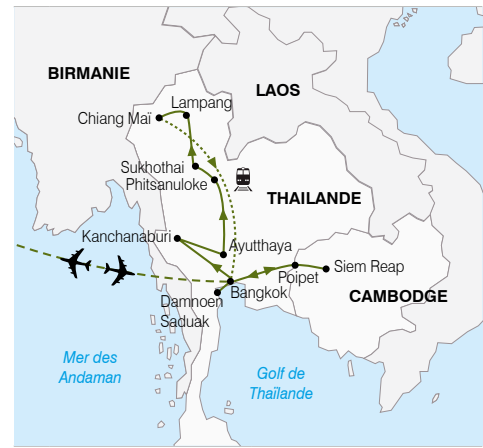 BIRMANIE
LAOS
Lampang
Chiang Maï
Sukhothai
Phitsanuloke
THAILANDE
Kanchanaburi
Ayutthaya
Siem Reap
Poipet
Bangkok
CAMBODGE
Damnoen
Saduak
Mer des
Andaman
Golf de
Thaïlande